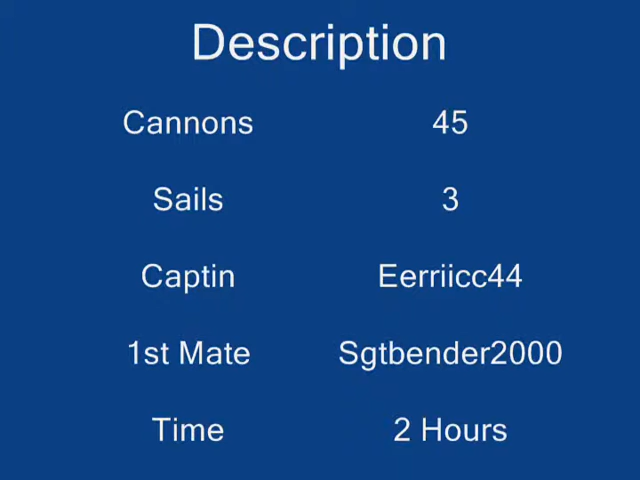 Description
Cannons 45
Sails 3
Captin Eerriicc44
1st Mate Sgtbender2000
Time 2 Hours